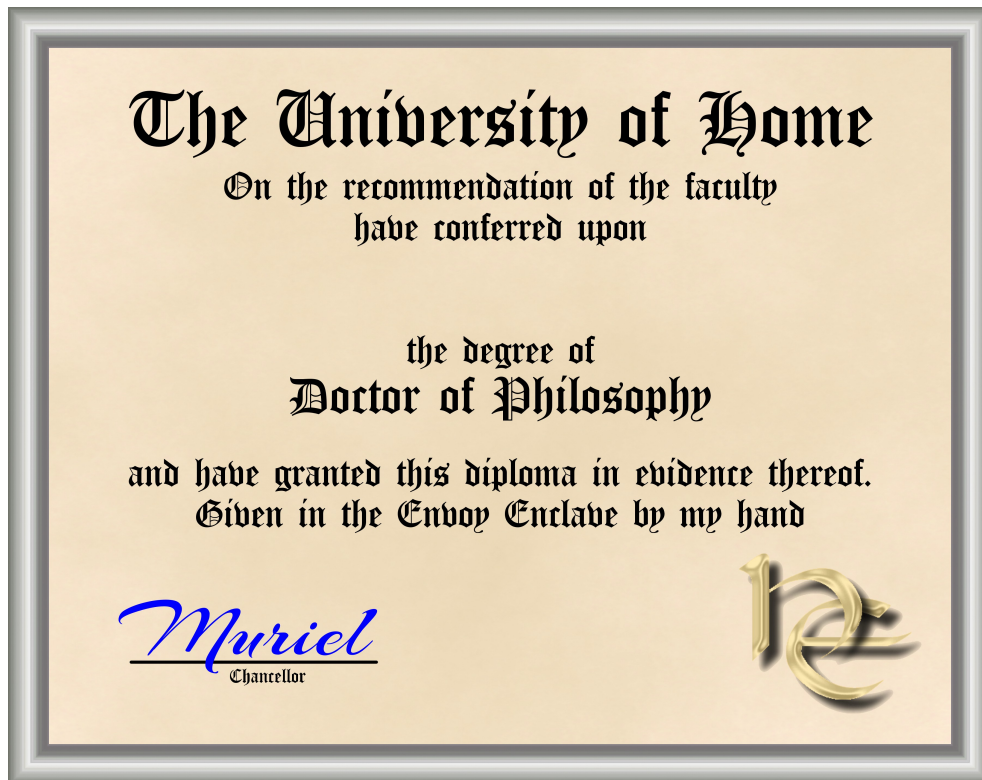 The University of Home
On the recommendation of the faculty
have conferred upon
the degree of
Doctor of Philosophy
and have granted this diploma in evidence thereof.
Given in the Envoy Enclave by my hand
Muriel
Chancellor